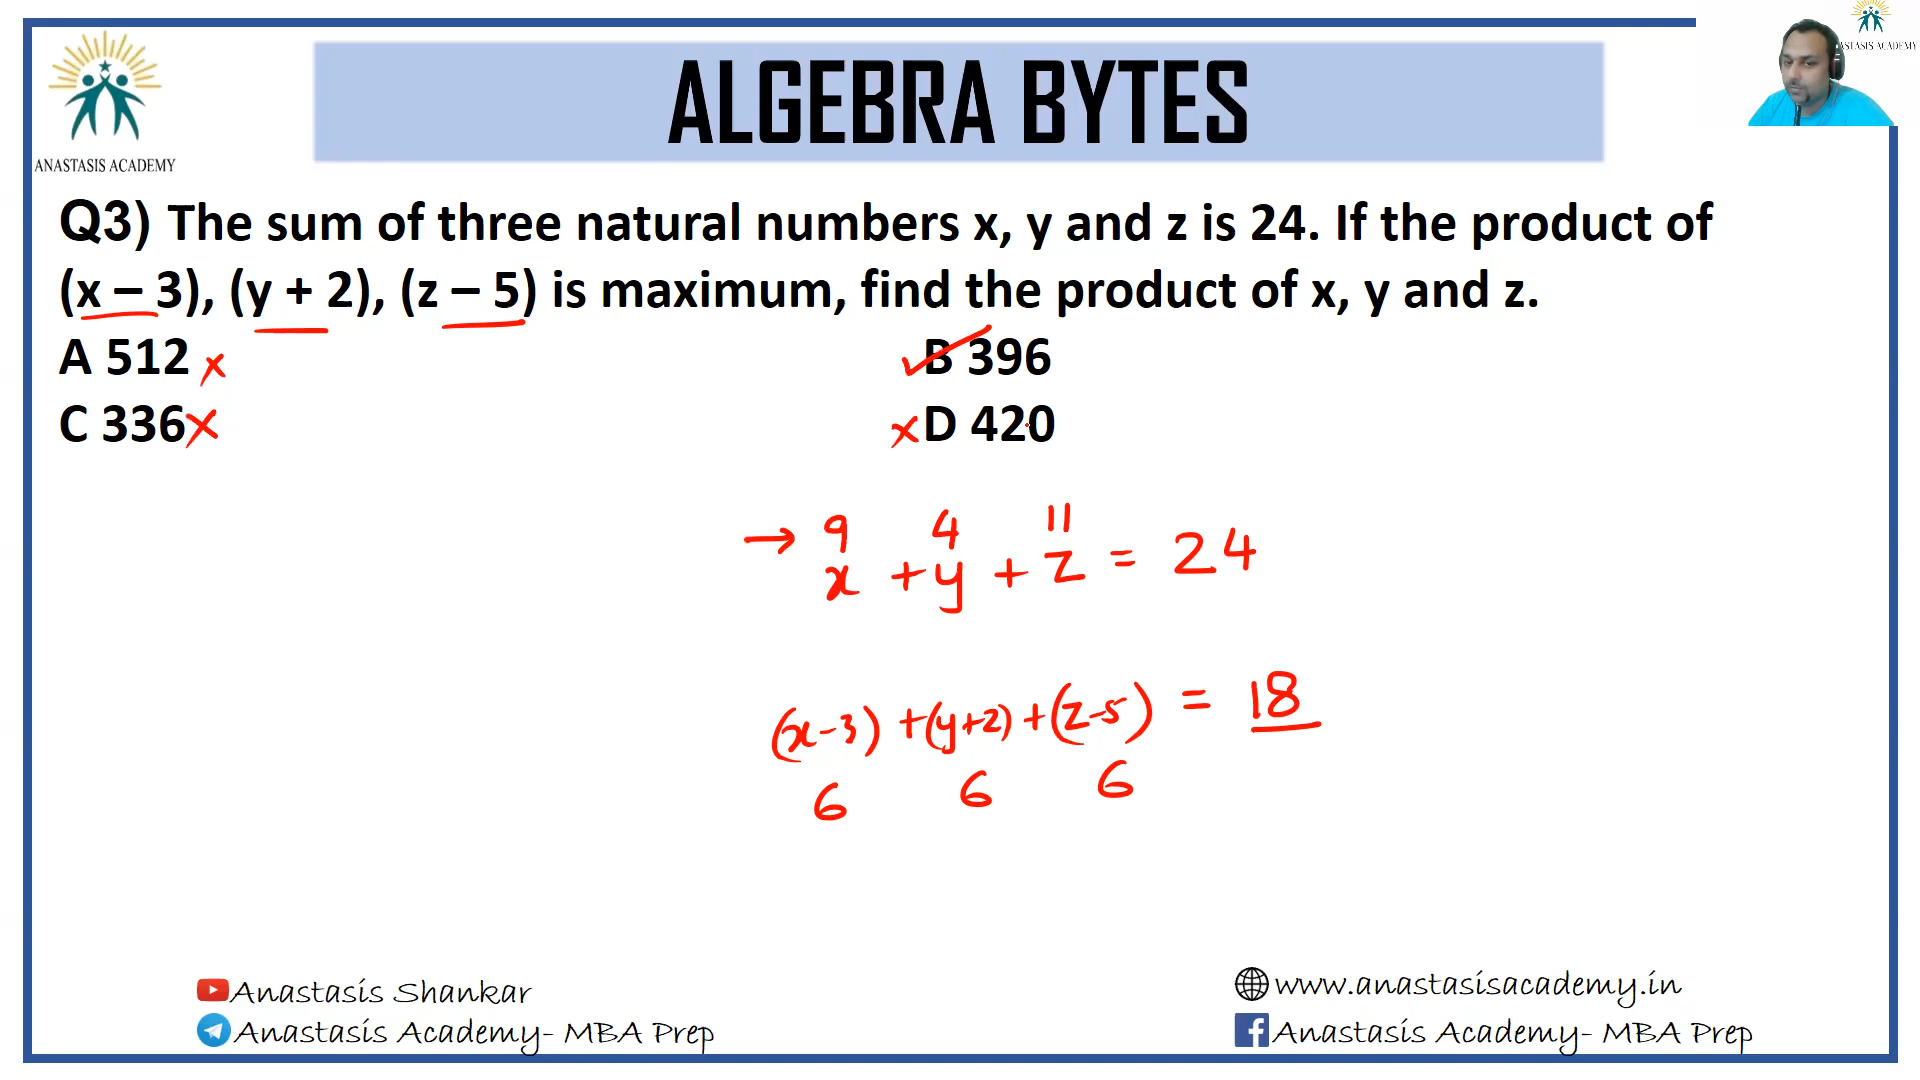 ALGEBRA BYTES
ANASTASIS ACADEMY
ASTASIS ACADEMY
Q3) The sum of three natural numbers x, y and z is 24. If the product of
(x – 3), (y + 2), (z – 5) is maximum, find the product of x, y and z.
A 512 x
✓ B 396
C 336 x
x D 420
9 4 11
→ x + y + z = 24
(x-3) + (y+2) + (z-5) = 18
6 6 6
Anastasis Shankar
Anastasis Academy- MBA Prep
www.anastasisacademy.in
Anastasis Academy- MBA Prep